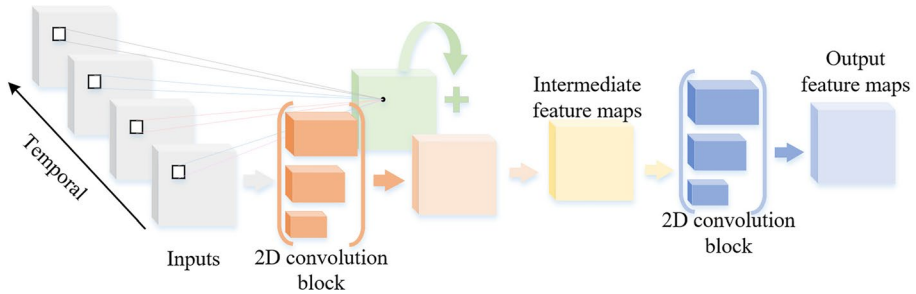 Temporal
Inputs
2D convolution
block
Intermediate
feature maps
2D convolution
block
Output
feature maps